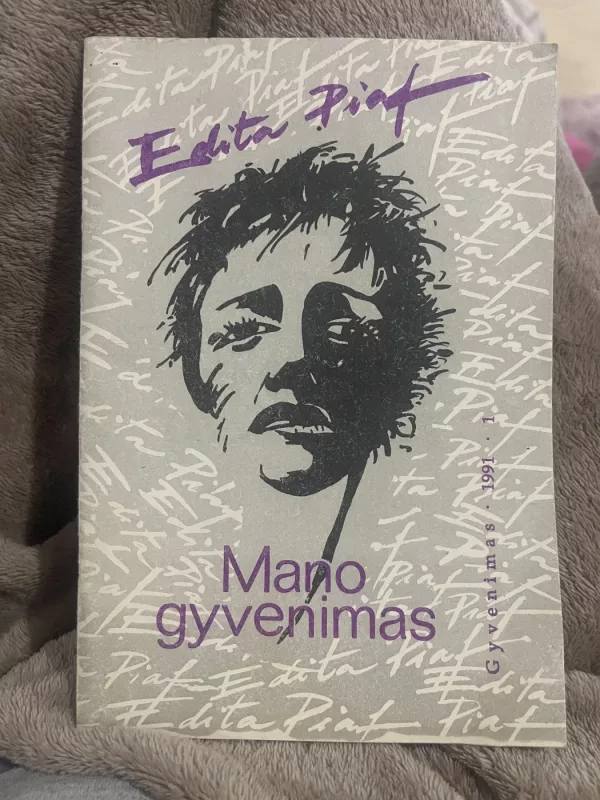 Edita Piaf
Mano
gyvenimas
Gyvenimas · 1991 · 1